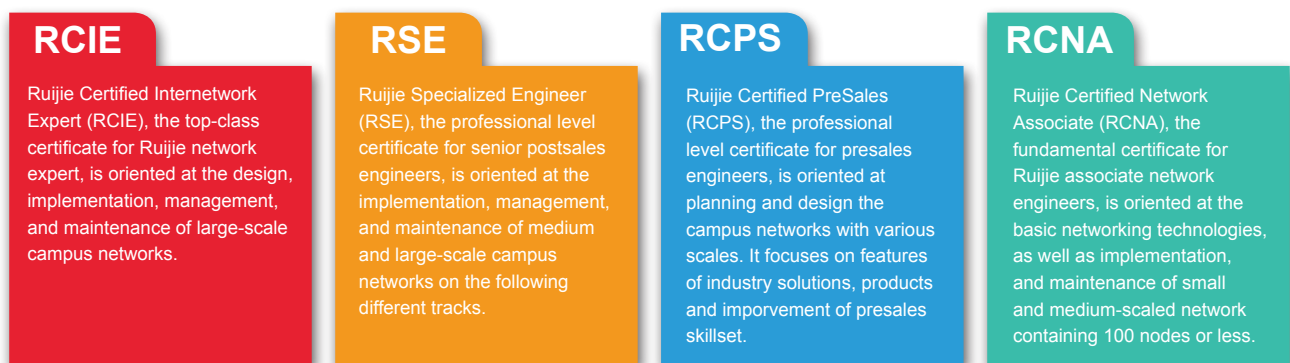 RCIE
Ruijie Certified Internetwork
Expert (RCIE), the top-class
certificate for Ruijie network
expert, is oriented at the design,
implementation, management,
and maintenance of large-scale
campus networks.
RSE
Ruijie Specialized Engineer
(RSE), the professional level
certificate for senior postsales
engineers, is oriented at the
implementation, management,
and maintenance of medium
and large-scale campus
networks on the following
different tracks.
RCPS
Ruijie Certified PreSales
(RCPS), the professional
level certificate for presales
engineers, is oriented at
planning and design the
campus networks with various
scales. It focuses on features
of industry solutions, products
and imporvement of presales
skillset.
RCNA
Ruijie Certified Network
Associate (RCNA), the
fundamental certificate for
Ruijie associate network
engineers, is oriented at the
basic networking technologies,
as well as implementation,
and maintenance of small
and medium-scaled network
containing 100 nodes or less.